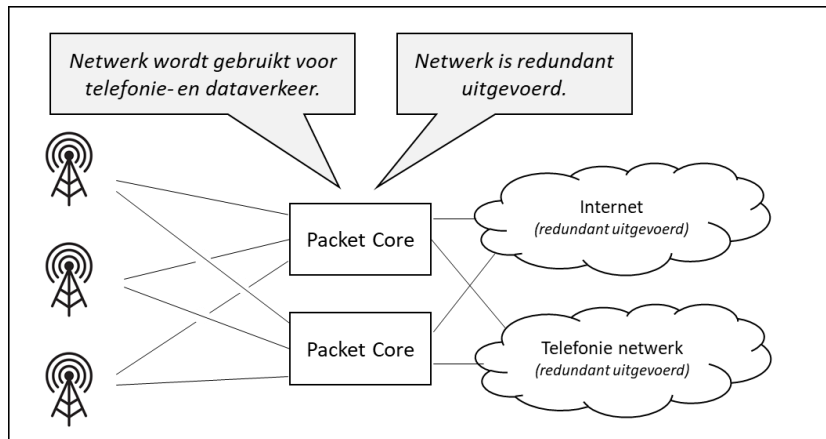 Netwerk wordt gebruikt voor
telefonie- en dataverkeer.
Netwerk is redundant
uitgevoerd.
Packet Core
Internet
(redundant uitgevoerd)
Packet Core
Telefonie netwerk
(redundant uitgevoerd)